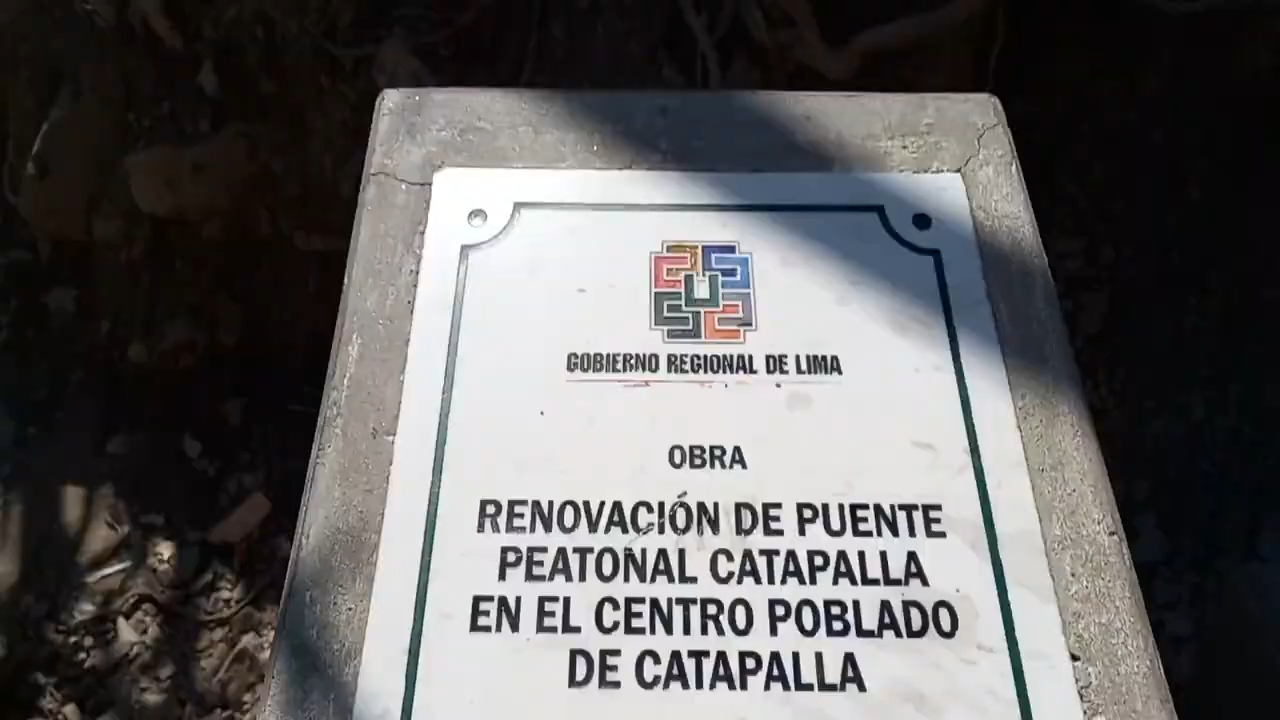 GOBIERNO REGIONAL DE LIMA
OBRA
RENOVACIÓN DE PUENTE
PEATONAL CATAPALLA
EN EL CENTRO POBLADO
DE CATAPALLA